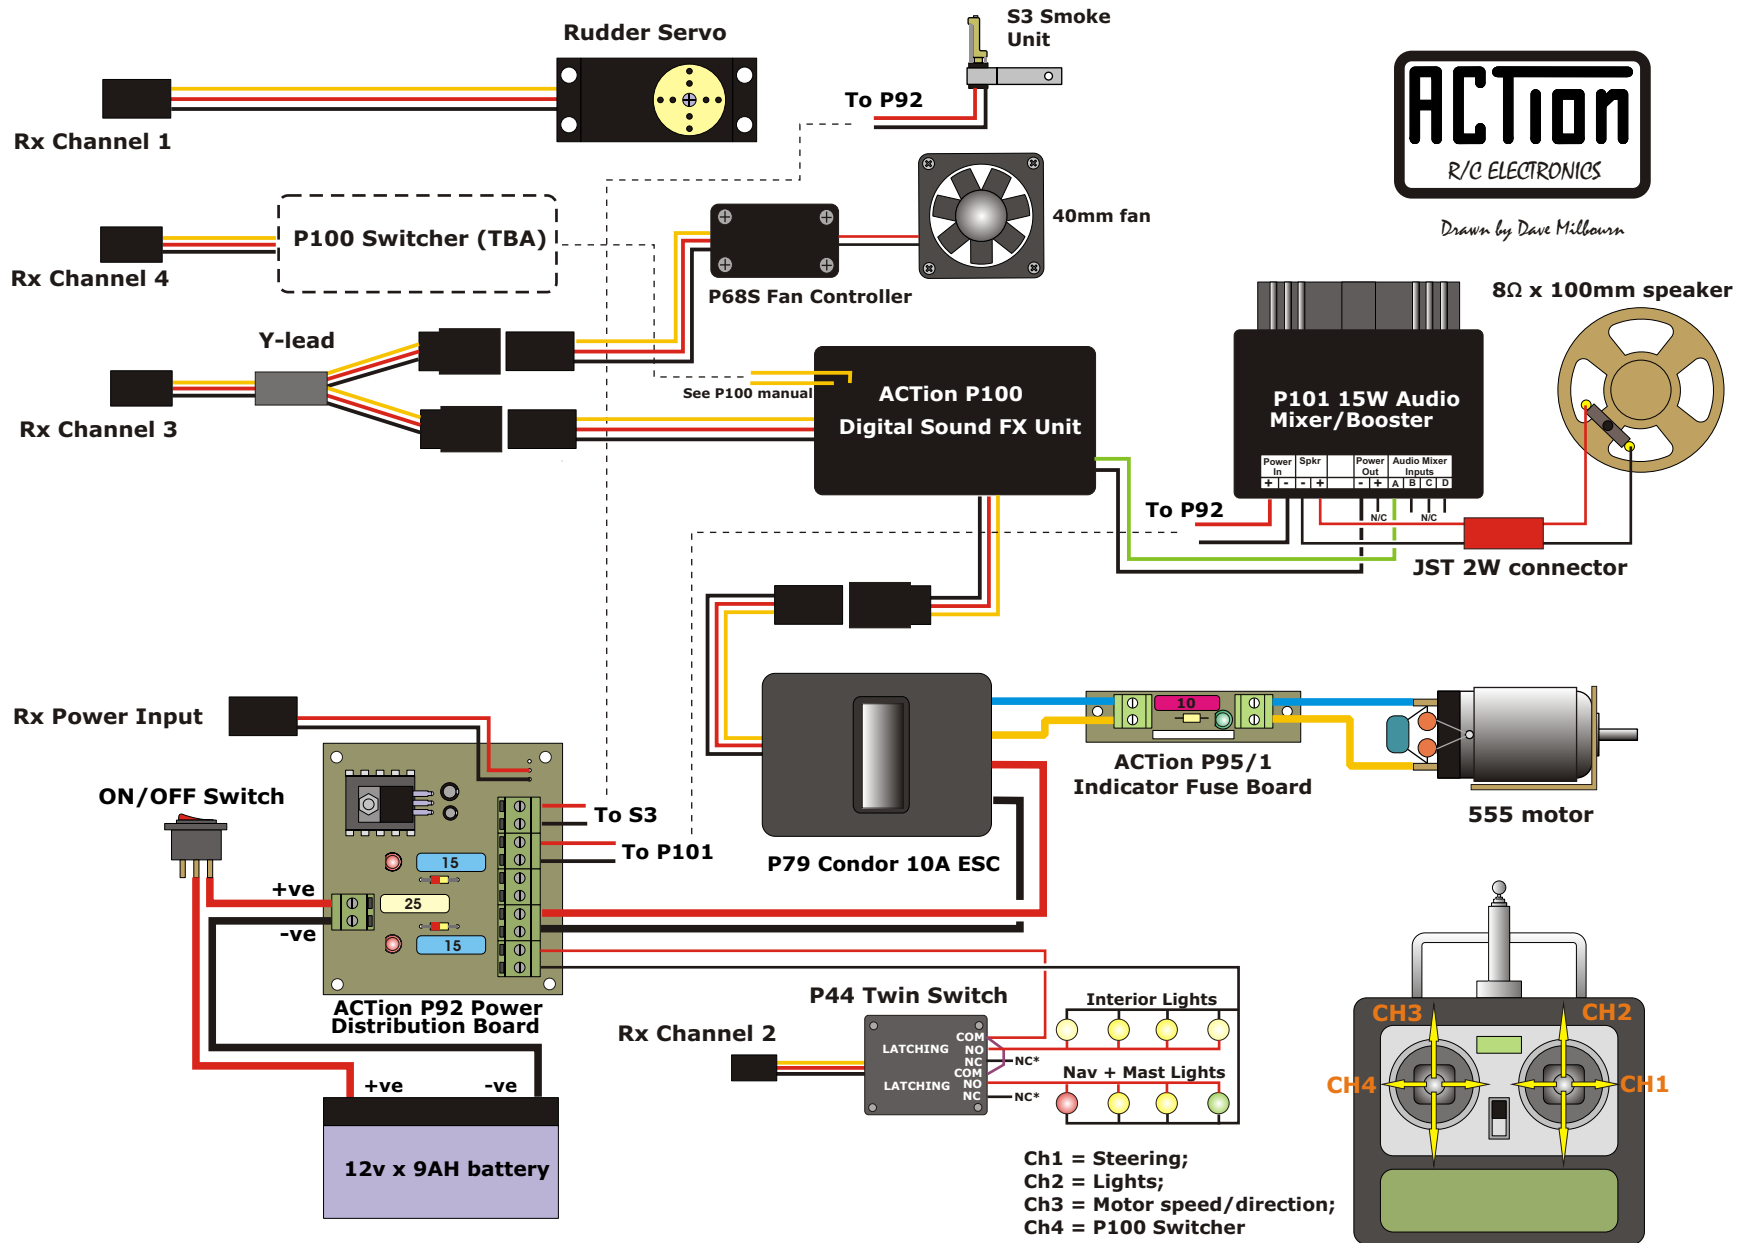 Rudder Servo
S3 Smoke
Unit
To P92
Rx Channel 1
ACTion
R/C ELECTRONICS
Drawn by Dave Milbourn
P100 Switcher (TBA)
Rx Channel 4
40mm fan
P68S Fan Controller
8Ω x 100mm speaker
Y-lead
See P100 manual
ACTion P100
Digital Sound FX Unit
Rx Channel 3
P101 15W Audio
Mixer/Booster
Power In
Spkr
Power Out
Audio Mixer Inputs
+ - - + - + A B C D
N/C N/C
To P92
JST 2W connector
Rx Power Input
10
ACTion P95/1
Indicator Fuse Board
555 motor
ON/OFF Switch
To S3
To P101
P79 Condor 10A ESC
15
+ve
25
-ve
15
ACTion P92 Power
Distribution Board
P44 Twin Switch
Rx Channel 2
COM
LATCHING NO
NC NC*
COM
LATCHING NO
NC NC*
Interior Lights
Nav + Mast Lights
+ve -ve
12v x 9AH battery
CH3 CH2
CH4 CH1
Ch1 = Steering;
Ch2 = Lights;
Ch3 = Motor speed/direction;
Ch4 = P100 Switcher